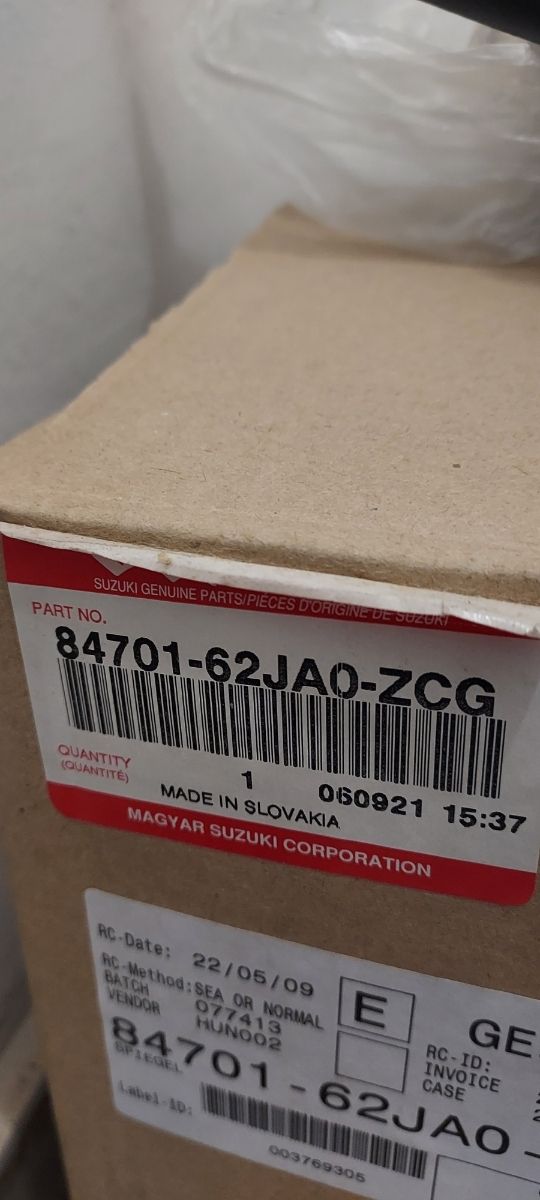 SUZUKI GENUINE PARTS/PIÈCES D'ORIGINE DE SUZUKI
PART NO.
84701-62JA0-ZCG
QUANTITY
(QUANTITÉ)
1
060921 15:37
MADE IN SLOVAKIA
MAGYAR SUZUKI CORPORATION
RC-Date: 22/05/09
RC-Method:SEA OR NORMAL
BATCH 077413
VENDOR HUN002
E
GE
RC-ID:
INVOICE
CASE
84701-62JA0-
SPIEGEL
Label-ID:
003769305